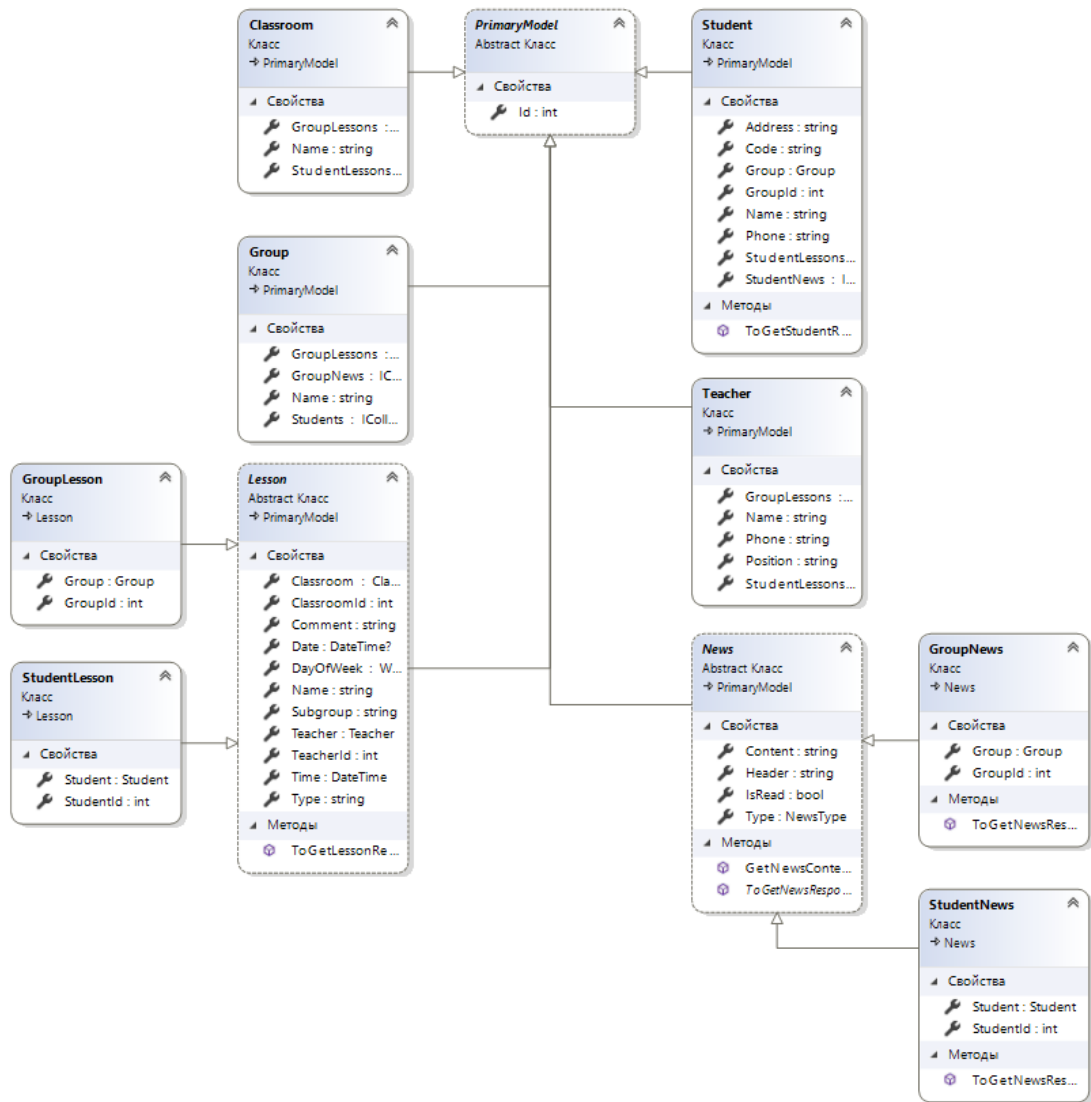 Classroom
Класс
PrimaryModel
Свойства
GroupLessons :...
Name : string
StudentLessons...
PrimaryModel
Abstract Класс
Свойства
Id : int
Student
Класс
PrimaryModel
Свойства
Address : string
Code : string
Group : Group
GroupId : int
Name : string
Phone : string
StudentLessons...
StudentNews : I...
Методы
ToGetStudentR...
Group
Класс
PrimaryModel
Свойства
GroupLessons :...
GroupNews : IC...
Name : string
Students : IColl...
Teacher
Класс
PrimaryModel
Свойства
GroupLessons :...
Name : string
Phone : string
Position : string
StudentLessons...
GroupLesson
Класс
Lesson
Свойства
Group : Group
GroupId : int
Lesson
Abstract Класс
PrimaryModel
Свойства
Classroom : Cla...
ClassroomId : int
Comment : string
Date : DateTime?
DayOfWeek : W...
Name : string
Subgroup : string
Teacher : Teacher
TeacherId : int
Time : DateTime
Type : string
Методы
ToGetLessonRe...
StudentLesson
Класс
Lesson
Свойства
Student : Student
StudentId : int
News
Abstract Класс
PrimaryModel
Свойства
Content : string
Header : string
IsRead : bool
Type : NewsType
Методы
GetNewsConte...
ToGetNewsRespo...
GroupNews
Класс
News
Свойства
Group : Group
GroupId : int
Методы
ToGetNewsRes...
StudentNews
Класс
News
Свойства
Student : Student
StudentId : int
Методы
ToGetNewsRes...